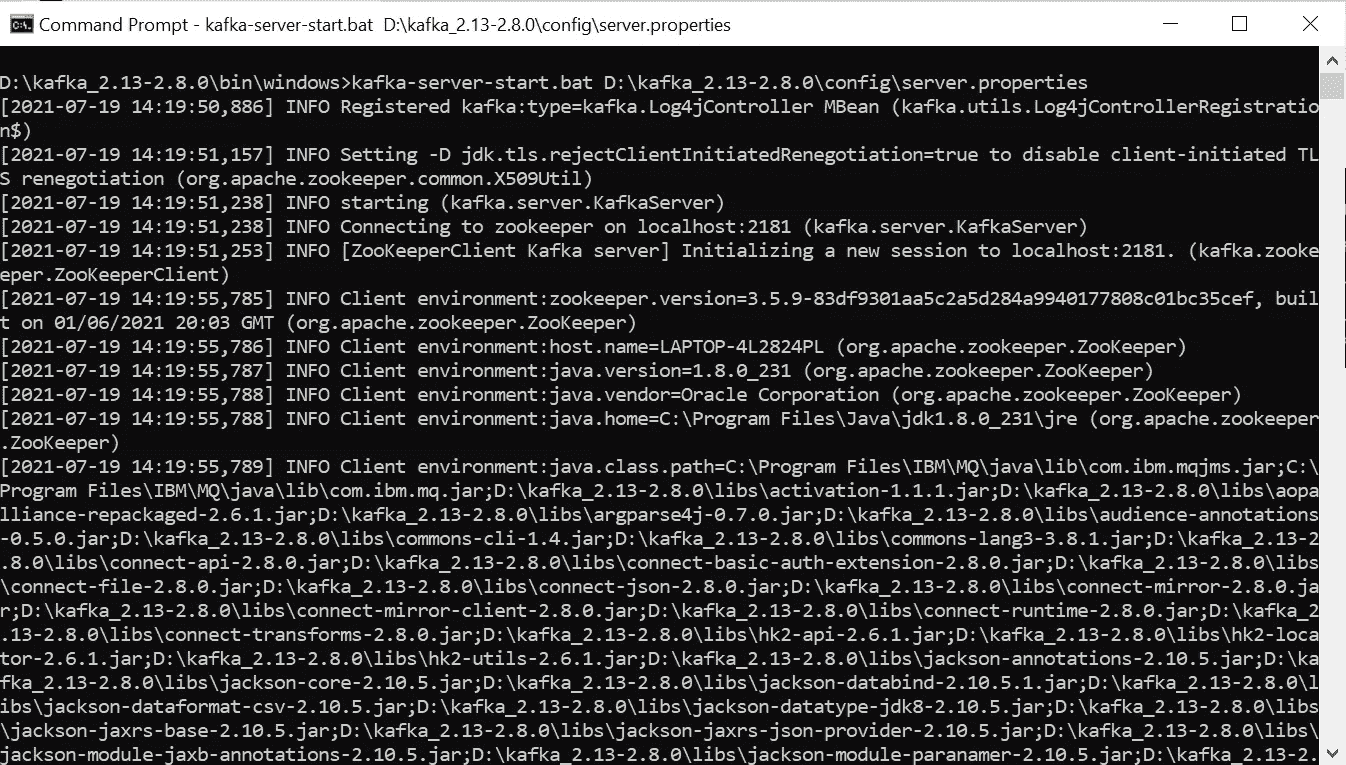 Command Prompt - kafka-server-start.bat  D:\kafka_2.13-2.8.0\config\server.properties
D:\kafka_2.13-2.8.0\bin\windows>kafka-server-start.bat D:\kafka_2.13-2.8.0\config\server.properties
[2021-07-19 14:19:50,886] INFO Registered kafka:type=kafka.Log4jController MBean (kafka.utils.Log4jControllerRegistratio
n$)
[2021-07-19 14:19:51,157] INFO Setting -D jdk.tls.rejectClientInitiatedRenegotiation=true to disable client-initiated TL
S renegotiation (org.apache.zookeeper.common.X509Util)
[2021-07-19 14:19:51,238] INFO starting (kafka.server.KafkaServer)
[2021-07-19 14:19:51,238] INFO Connecting to zookeeper on localhost:2181 (kafka.server.KafkaServer)
[2021-07-19 14:19:51,253] INFO [ZooKeeperClient Kafka server] Initializing a new session to localhost:2181. (kafka.zooke
eper.ZooKeeperClient)
[2021-07-19 14:19:55,785] INFO Client environment:zookeeper.version=3.5.9-83df9301aa5c2a5d284a9940177808c01bc35cef, buil
t on 01/06/2021 20:03 GMT (org.apache.zookeeper.ZooKeeper)
[2021-07-19 14:19:55,786] INFO Client environment:host.name=LAPTOP-4L2824PL (org.apache.zookeeper.ZooKeeper)
[2021-07-19 14:19:55,787] INFO Client environment:java.version=1.8.0_231 (org.apache.zookeeper.ZooKeeper)
[2021-07-19 14:19:55,788] INFO Client environment:java.vendor=Oracle Corporation (org.apache.zookeeper.ZooKeeper)
[2021-07-19 14:19:55,788] INFO Client environment:java.home=C:\Program Files\Java\jdk1.8.0_231\jre (org.apache.zookeeper
.ZooKeeper)
[2021-07-19 14:19:55,789] INFO Client environment:java.class.path=C:\Program Files\IBM\MQ\java\lib\com.ibm.mqjms.jar;C:\
Program Files\IBM\MQ\java\lib\com.ibm.mq.jar;D:\kafka_2.13-2.8.0\libs\activation-1.1.1.jar;D:\kafka_2.13-2.8.0\libs\aopa
lliance-repackaged-2.6.1.jar;D:\kafka_2.13-2.8.0\libs\argparse4j-0.7.0.jar;D:\kafka_2.13-2.8.0\libs\audience-annotations
-0.5.0.jar;D:\kafka_2.13-2.8.0\libs\commons-cli-1.4.jar;D:\kafka_2.13-2.8.0\libs\commons-lang3-3.8.1.jar;D:\kafka_2.13-2
.8.0\libs\connect-api-2.8.0.jar;D:\kafka_2.13-2.8.0\libs\connect-basic-auth-extension-2.8.0.jar;D:\kafka_2.13-2.8.0\libs
\connect-file-2.8.0.jar;D:\kafka_2.13-2.8.0\libs\connect-json-2.8.0.jar;D:\kafka_2.13-2.8.0\libs\connect-mirror-2.8.0.ja
r;D:\kafka_2.13-2.8.0\libs\connect-mirror-client-2.8.0.jar;D:\kafka_2.13-2.8.0\libs\connect-runtime-2.8.0.jar;D:\kafka_2
.13-2.8.0\libs\connect-transforms-2.8.0.jar;D:\kafka_2.13-2.8.0\libs\hk2-api-2.6.1.jar;D:\kafka_2.13-2.8.0\libs\hk2-loca
tor-2.6.1.jar;D:\kafka_2.13-2.8.0\libs\hk2-utils-2.6.1.jar;D:\kafka_2.13-2.8.0\libs\jackson-annotations-2.10.5.jar;D:\ka
fka_2.13-2.8.0\libs\jackson-core-2.10.5.jar;D:\kafka_2.13-2.8.0\libs\jackson-databind-2.10.5.1.jar;D:\kafka_2.13-2.8.0\l
ibs\jackson-dataformat-csv-2.10.5.jar;D:\kafka_2.13-2.8.0\libs\jackson-datatype-jdk8-2.10.5.jar;D:\kafka_2.13-2.8.0\libs
\jackson-jaxrs-base-2.10.5.jar;D:\kafka_2.13-2.8.0\libs\jackson-jaxrs-json-provider-2.10.5.jar;D:\kafka_2.13-2.8.0\libs\
jackson-module-jaxb-annotations-2.10.5.jar;D:\kafka_2.13-2.8.0\libs\jackson-module-paranamer-2.10.5.jar;D:\kafka_2.13-2.